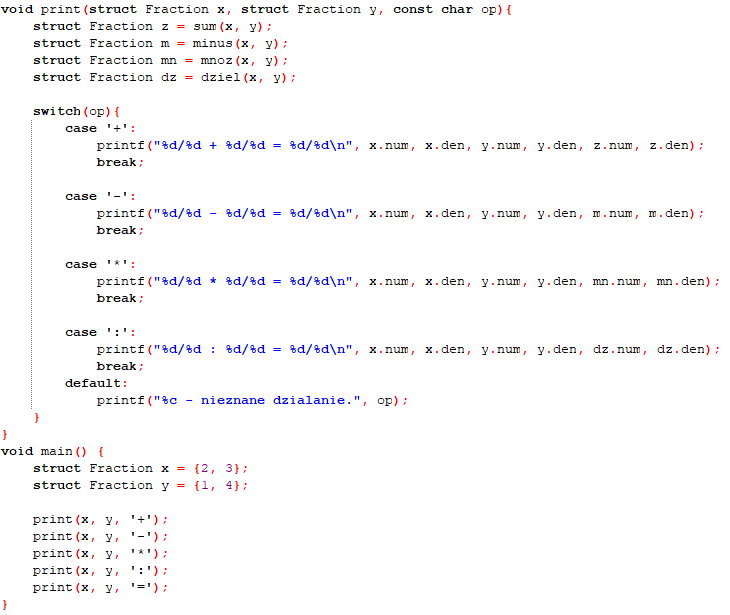 void print(struct Fraction x, struct Fraction y, const char op){
    struct Fraction z = sum(x, y);
    struct Fraction m = minus(x, y);
    struct Fraction mn = mnoz(x, y);
    struct Fraction dz = dziel(x, y);

    switch(op){
        case '+':
            printf("%d/%d + %d/%d = %d/%d\n", x.num, x.den, y.num, y.den, z.num, z.den);
            break;

        case '-':
            printf("%d/%d - %d/%d = %d/%d\n", x.num, x.den, y.num, y.den, m.num, m.den);
            break;

        case '*':
            printf("%d/%d * %d/%d = %d/%d\n", x.num, x.den, y.num, y.den, mn.num, mn.den);
            break;

        case ':':
            printf("%d/%d : %d/%d = %d/%d\n", x.num, x.den, y.num, y.den, dz.num, dz.den);
            break;
        default:
            printf("%c - nieznane dzialanie.", op);
    }
}
void main() {
    struct Fraction x = {2, 3};
    struct Fraction y = {1, 4};

    print(x, y, '+');
    print(x, y, '-');
    print(x, y, '*');
    print(x, y, ':');
    print(x, y, '=');
}